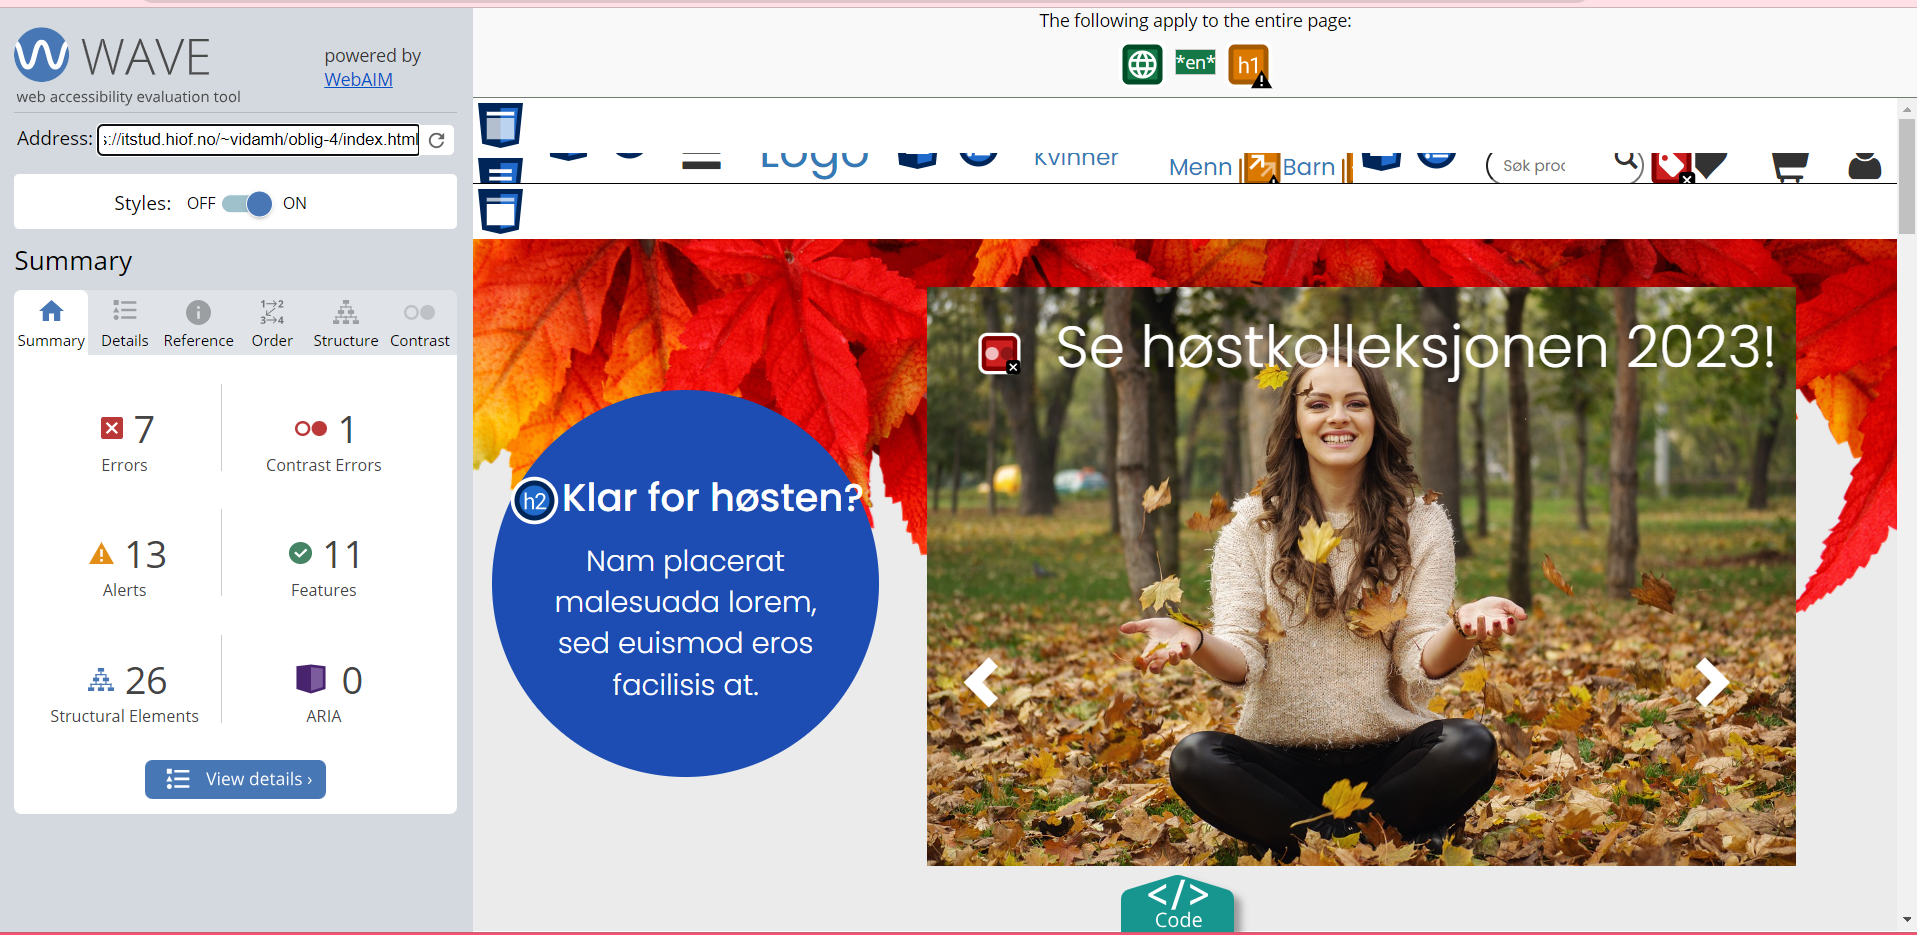 WAVE
web accessibility evaluation tool
powered by
WebAIM
Address: s://itstud.hiof.no/~vidamh/oblig-4/index.html
Styles: OFF ON
Summary
Summary Details Reference Order Structure Contrast
7 Errors
1 Contrast Errors
13 Alerts
11 Features
26 Structural Elements
0 ARIA
View details ›
The following apply to the entire page:
*en* h1
Logo Kvinner Menn Barn Søk proc
Se høstkolleksjonen 2023!
h2 Klar for høsten?
Nam placerat
malesuada lorem,
sed euismod eros
facilisis at.
</>
Code